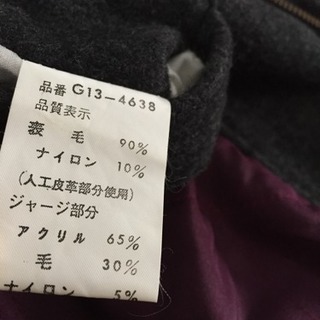 品番 G13-4638
品質表示
表 毛 90%
ナイロン 10%
(人工皮革部分使用)
ジャージ部分
アクリル 65%
毛 30%
ナイロン 5%